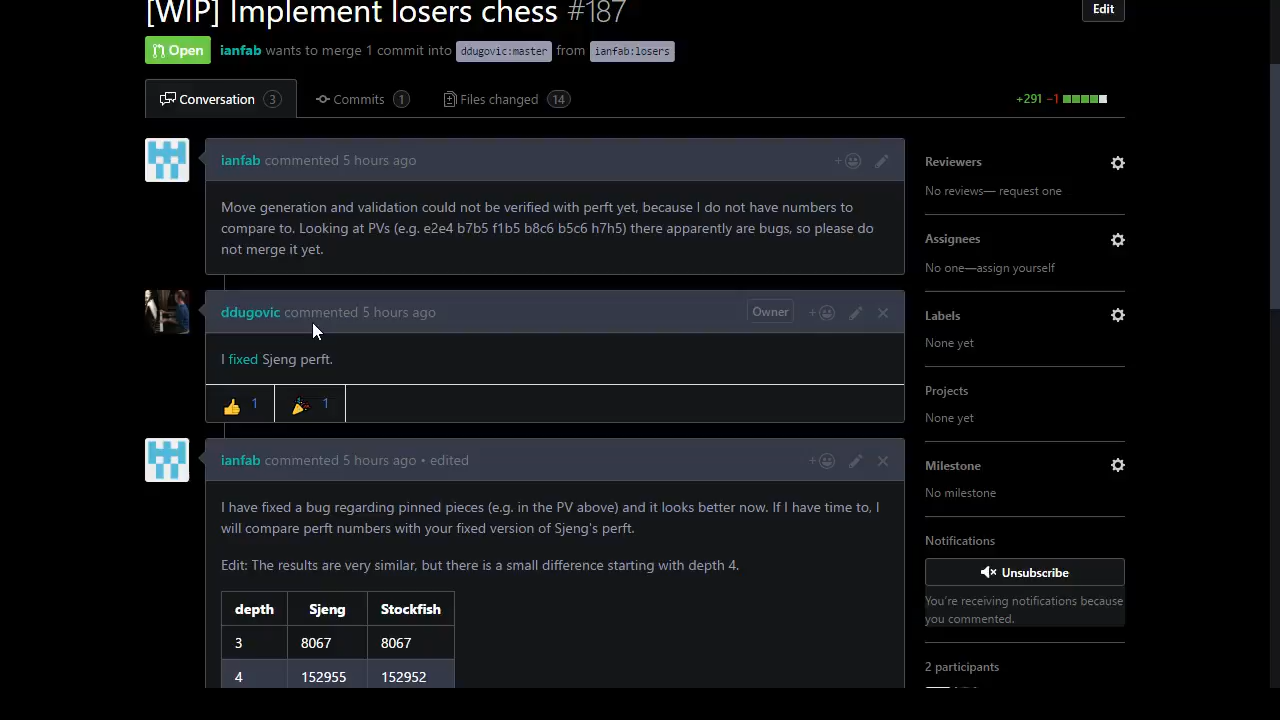 [WIP] Implement losers chess #187
Edit
Open ianfab wants to merge 1 commit into ddugovic:master from ianfab:losers
Conversation 3 Commits 1 Files changed 14 +291 −1
ianfab commented 5 hours ago
Move generation and validation could not be verified with perft yet, because I do not have numbers to
compare to. Looking at PVs (e.g. e2e4 b7b5 f1b5 b8c6 b5c6 h7h5) there apparently are bugs, so please do
not merge it yet.
ddugovic commented 5 hours ago Owner
I fixed Sjeng perft.
1 1
ianfab commented 5 hours ago • edited
I have fixed a bug regarding pinned pieces (e.g. in the PV above) and it looks better now. If I have time to, I
will compare perft numbers with your fixed version of Sjeng's perft.
Edit: The results are very similar, but there is a small difference starting with depth 4.
depth Sjeng Stockfish
3 8067 8067
4 152955 152952
Reviewers
No reviews— request one
Assignees
No one—assign yourself
Labels
None yet
Projects
None yet
Milestone
No milestone
Notifications
Unsubscribe
You're receiving notifications because
you commented.
2 participants